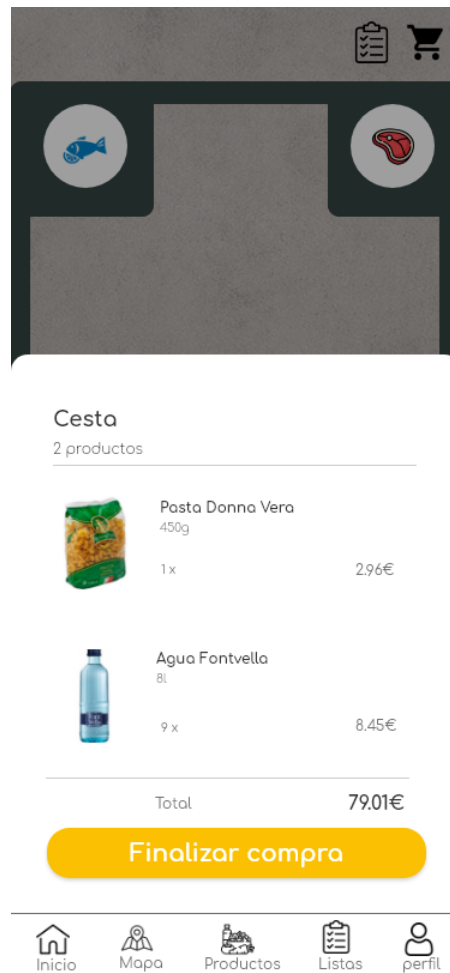 Cesta
2 productos
Pasta Donna Vera
450g
1 x 2.96€
Agua Fontvella
8l
9 x 8.45€
Total 79.01€
Finalizar compra
Inicio Mapa Productos Listas perfil